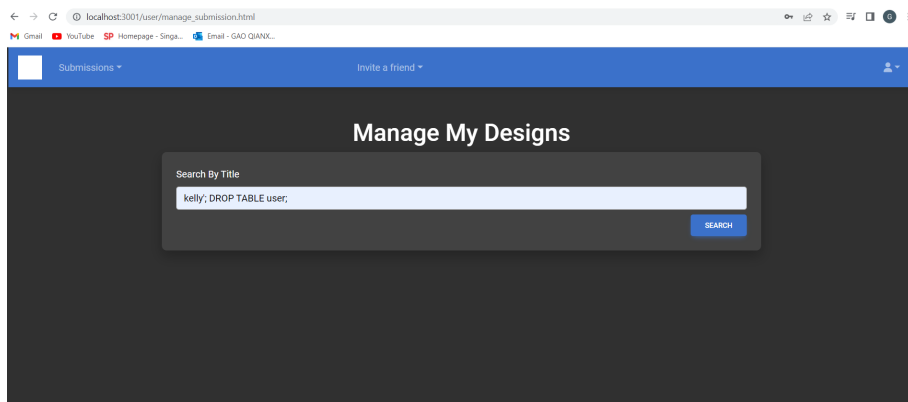 localhost:3001/user/manage_submission.html
G
Gmail YouTube SP Homepage - Singa... Email - GAO QIANX...
Submissions Invite a friend
Manage My Designs
Search By Title
kelly'; DROP TABLE user;
SEARCH